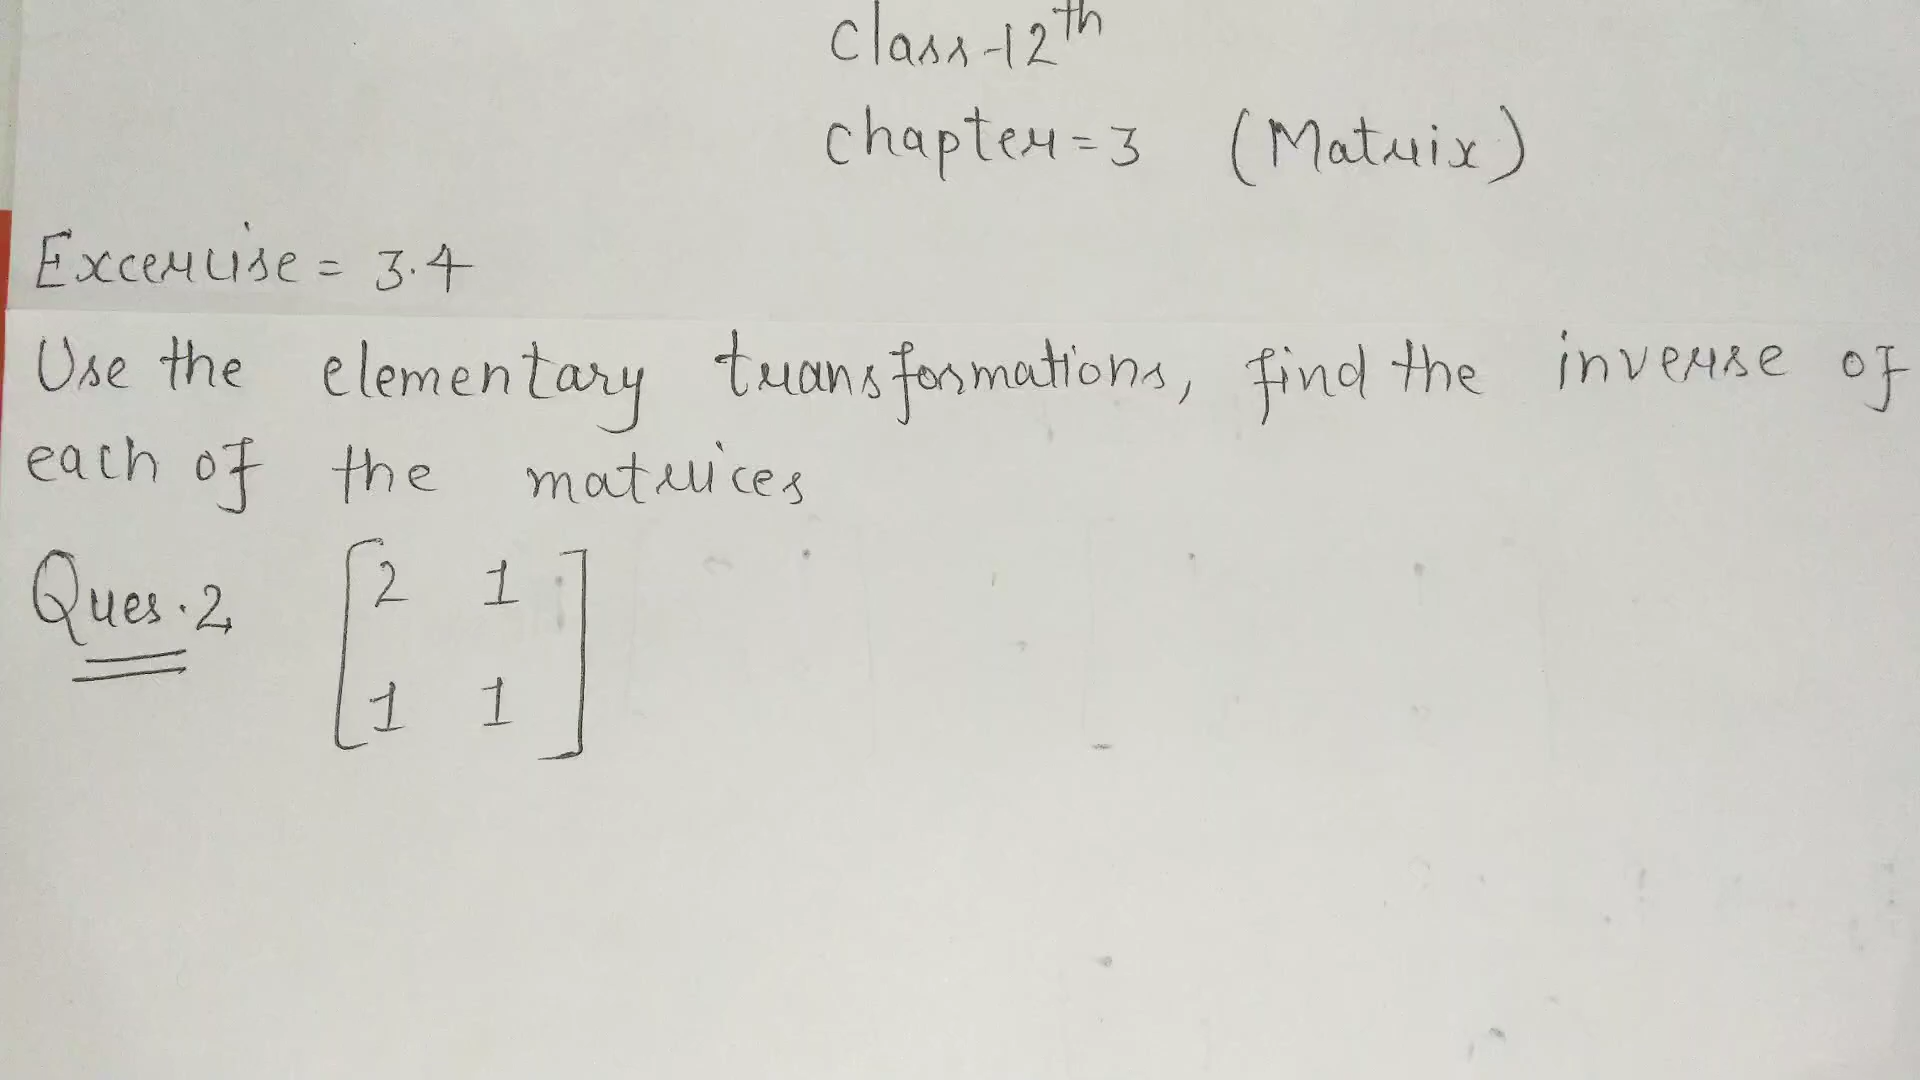 Class-12th
Chapter=3 (Matrix)
Excercise = 3.4
Use the elementary transformations, find the inverse of
each of the matrices
Ques.2 [2 1
1 1]